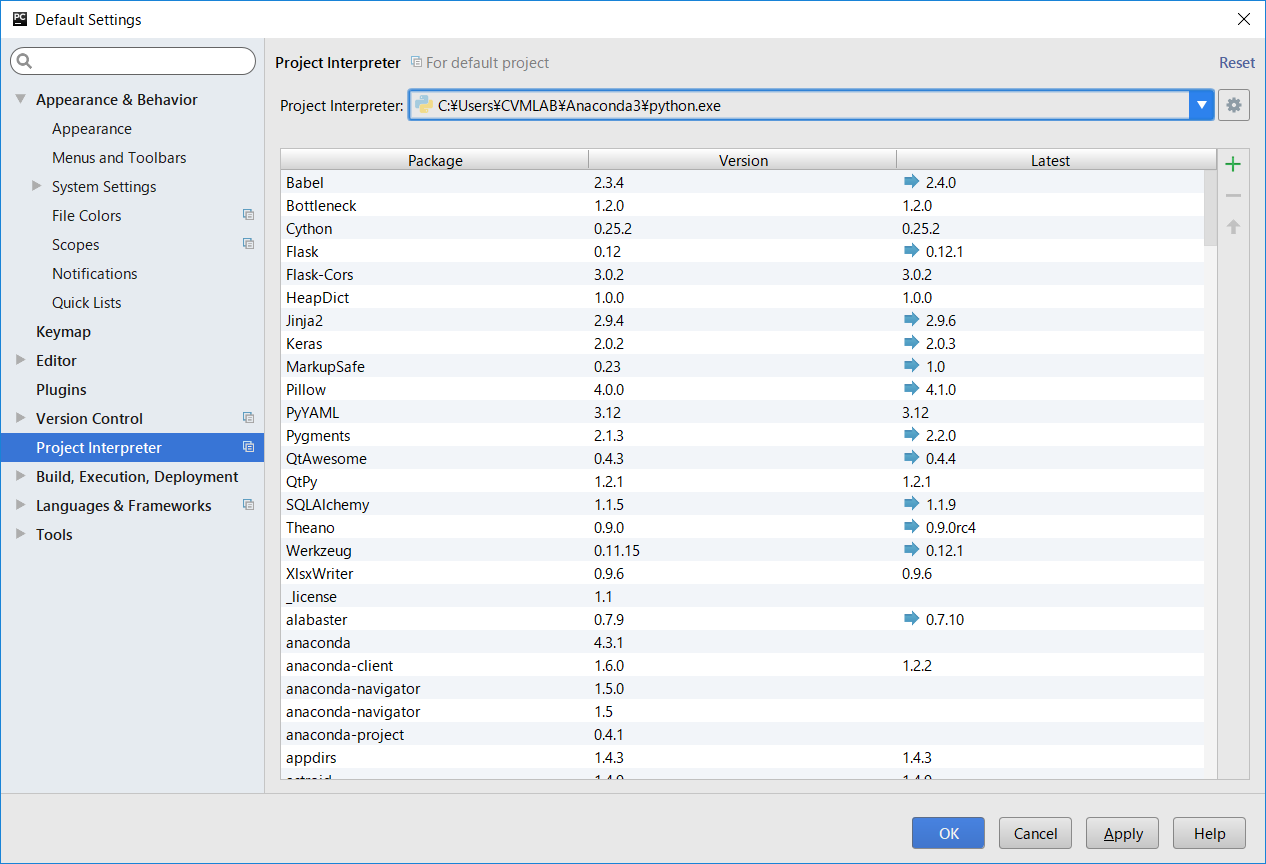 PC Default Settings
Project Interpreter For default project Reset
Project Interpreter: C:¥Users¥CVMLAB¥Anaconda3¥python.exe
Appearance & Behavior
Appearance
Menus and Toolbars
System Settings
File Colors
Scopes
Notifications
Quick Lists
Keymap
Editor
Plugins
Version Control
Project Interpreter
Build, Execution, Deployment
Languages & Frameworks
Tools
Package Version Latest
Babel 2.3.4 2.4.0
Bottleneck 1.2.0 1.2.0
Cython 0.25.2 0.25.2
Flask 0.12 0.12.1
Flask-Cors 3.0.2 3.0.2
HeapDict 1.0.0 1.0.0
Jinja2 2.9.4 2.9.6
Keras 2.0.2 2.0.3
MarkupSafe 0.23 1.0
Pillow 4.0.0 4.1.0
PyYAML 3.12 3.12
Pygments 2.1.3 2.2.0
QtAwesome 0.4.3 0.4.4
QtPy 1.2.1 1.2.1
SQLAlchemy 1.1.5 1.1.9
Theano 0.9.0 0.9.0rc4
Werkzeug 0.11.15 0.12.1
XlsxWriter 0.9.6 0.9.6
_license 1.1
alabaster 0.7.9 0.7.10
anaconda 4.3.1
anaconda-client 1.6.0 1.2.2
anaconda-navigator 1.5.0
anaconda-navigator 1.5
anaconda-project 0.4.1
appdirs 1.4.3 1.4.3
OK Cancel Apply Help